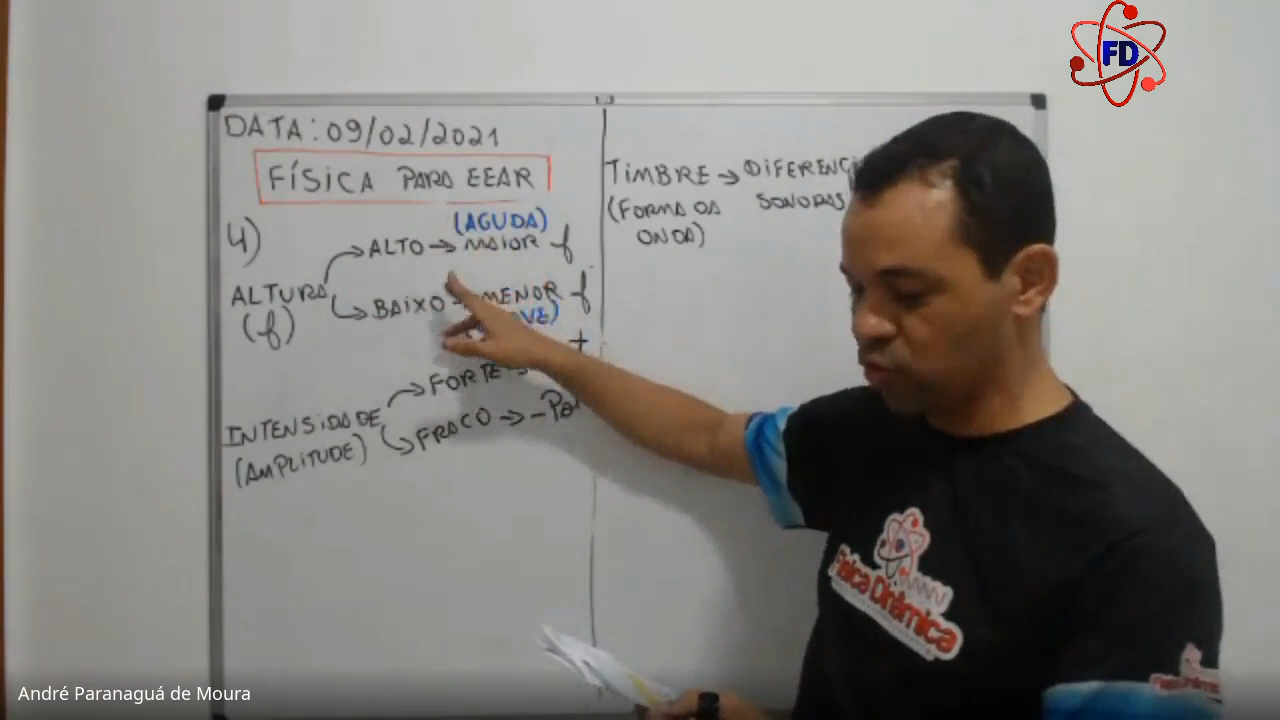 FD
DATA: 09/02/2021
FÍSICA PARA EEAR
4)
(AGUDA)
ALTO → MAIOR f
ALTURA
(f)
BAIXO → MENOR f
+
FORTE →
INTENSIDADE
(AMPLITUDE)
FRACO → -
TIMBRE →
(FORMA DA SONORAS
ONDA)
Física Dinâmica
André Paranaguá de Moura